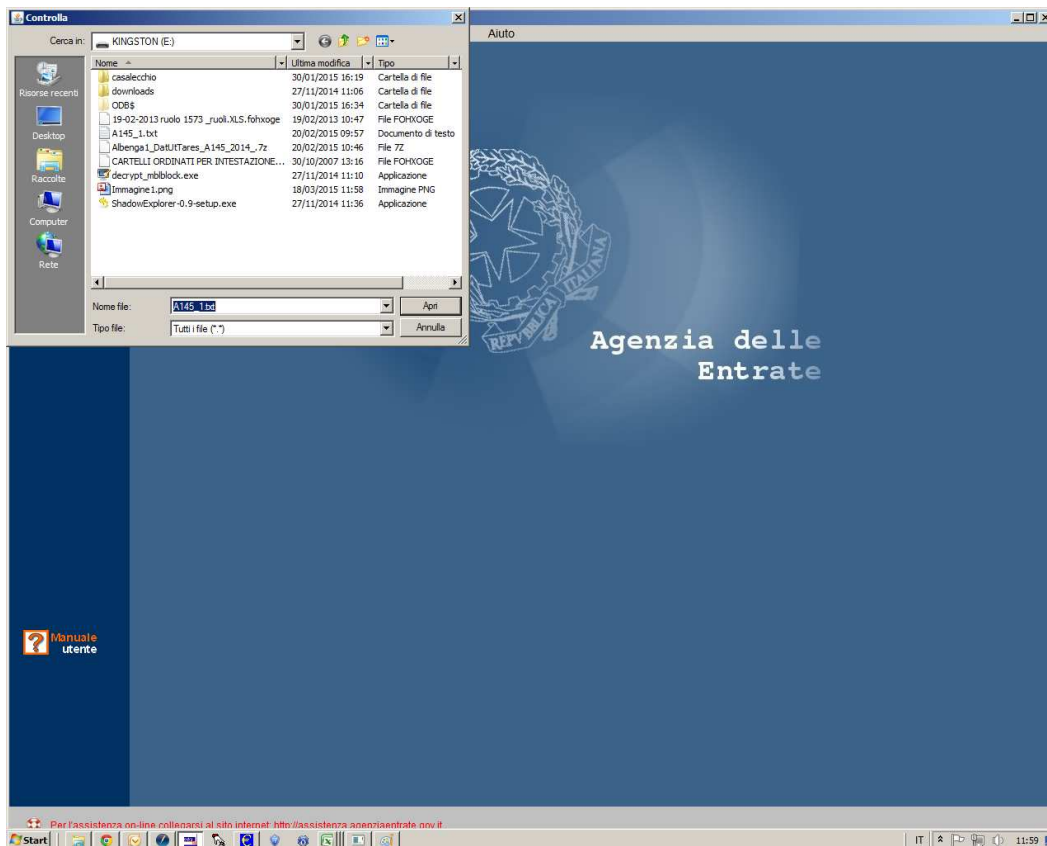 Controlla
Aiuto
Cerca in: KINGSTON (E:)
Nome Ultima modifica Tipo
casalecchio 30/01/2015 16:19 Cartella di file
downloads 27/11/2014 11:06 Cartella di file
ODB$ 30/01/2015 16:34 Cartella di file
19-02-2013 ruolo 1573 _ruoli.XLS.fohxoge 19/02/2013 10:47 File FOHXOGE
A145_1.txt 20/02/2015 09:57 Documento di testo
Albenga1_DatUtTares_A145_2014_.7z 20/02/2015 10:46 File 7Z
CARTELLI ORDINATI PER INTESTAZIONE... 30/10/2007 13:16 File FOHXOGE
decrypt_mblblock.exe 27/11/2014 11:10 Applicazione
Immagine1.png 18/03/2015 11:58 Immagine PNG
ShadowExplorer-0.9-setup.exe 27/11/2014 11:36 Applicazione
Risorse recenti
Desktop
Raccolte
Computer
Rete
Nome file: A145_1.txt Apri
Tipo file: Tutti i file (*.*) Annulla
REPVBBLICA ITALIANA
Agenzia delle
Entrate
Manuale
utente
Per l'assistenza on-line collegarsi al sito internet: http://assistenza.agenziaentrate.gov.it
Start IT 11:59